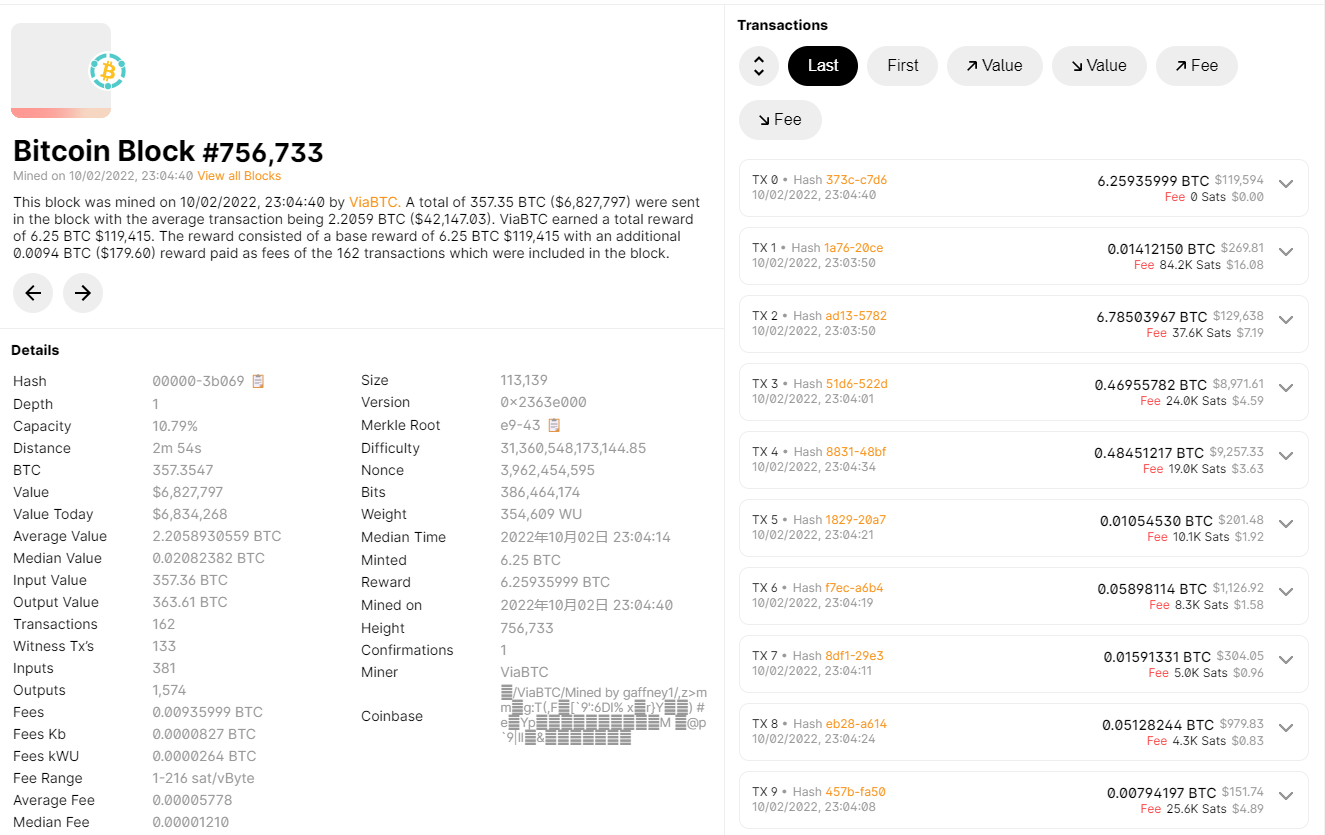 Bitcoin Block #756,733
Mined on 10/02/2022, 23:04:40 View all Blocks
This block was mined on 10/02/2022, 23:04:40 by ViaBTC. A total of 357.35 BTC ($6,827,797) were sent
in the block with the average transaction being 2.2059 BTC ($42,147.03). ViaBTC earned a total reward
of 6.25 BTC $119,415. The reward consisted of a base reward of 6.25 BTC $119,415 with an additional
0.0094 BTC ($179.60) reward paid as fees of the 162 transactions which were included in the block.
Details
Hash 00000-3b069
Depth 1
Capacity 10.79%
Distance 2m 54s
BTC 357.3547
Value $6,827,797
Value Today $6,834,268
Average Value 2.2058930559 BTC
Median Value 0.02082382 BTC
Input Value 357.36 BTC
Output Value 363.61 BTC
Transactions 162
Witness Tx's 133
Inputs 381
Outputs 1,574
Fees 0.00935999 BTC
Fees Kb 0.0000827 BTC
Fees kWU 0.0000264 BTC
Fee Range 1-216 sat/vByte
Average Fee 0.00005778
Median Fee 0.00001210
Size 113,139
Version 0×2363e000
Merkle Root e9-43
Difficulty 31,360,548,173,144.85
Nonce 3,962,454,595
Bits 386,464,174
Weight 354,609 WU
Median Time 2022年10月02日 23:04:14
Minted 6.25 BTC
Reward 6.25935999 BTC
Mined on 2022年10月02日 23:04:40
Height 756,733
Confirmations 1
Miner ViaBTC
Coinbase /ViaBTC/Mined by gaffney1/,z>m
Transactions
Last First ↗ Value ↘ Value ↗ Fee
↘ Fee
TX 0 • Hash 373c-c7d6 6.25935999 BTC $119,594
10/02/2022, 23:04:40 Fee 0 Sats $0.00
TX 1 • Hash 1a76-20ce 0.01412150 BTC $269.81
10/02/2022, 23:03:50 Fee 84.2K Sats $16.08
TX 2 • Hash ad13-5782 6.78503967 BTC $129,638
10/02/2022, 23:03:50 Fee 37.6K Sats $7.19
TX 3 • Hash 51d6-522d 0.46955782 BTC $8,971.61
10/02/2022, 23:04:01 Fee 24.0K Sats $4.59
TX 4 • Hash 8831-48bf 0.48451217 BTC $9,257.33
10/02/2022, 23:04:34 Fee 19.0K Sats $3.63
TX 5 • Hash 1829-20a7 0.01054530 BTC $201.48
10/02/2022, 23:04:21 Fee 10.1K Sats $1.92
TX 6 • Hash f7ec-a6b4 0.05898114 BTC $1,126.92
10/02/2022, 23:04:19 Fee 8.3K Sats $1.58
TX 7 • Hash 8df1-29e3 0.01591331 BTC $304.05
10/02/2022, 23:04:11 Fee 5.0K Sats $0.96
TX 8 • Hash eb28-a614 0.05128244 BTC $979.83
10/02/2022, 23:04:24 Fee 4.3K Sats $0.83
TX 9 • Hash 457b-fa50 0.00794197 BTC $151.74
10/02/2022, 23:04:08 Fee 25.6K Sats $4.89